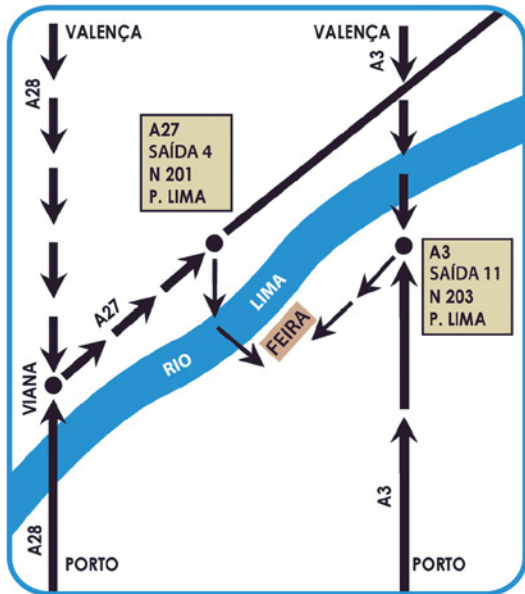 VALENÇA
VALENÇA
A28
A3
A27
SAÍDA 4
N 201
P. LIMA
A3
SAÍDA 11
N 203
P. LIMA
A27
LIMA
FEIRA
RIO
VIANA
A28
A3
PORTO
PORTO